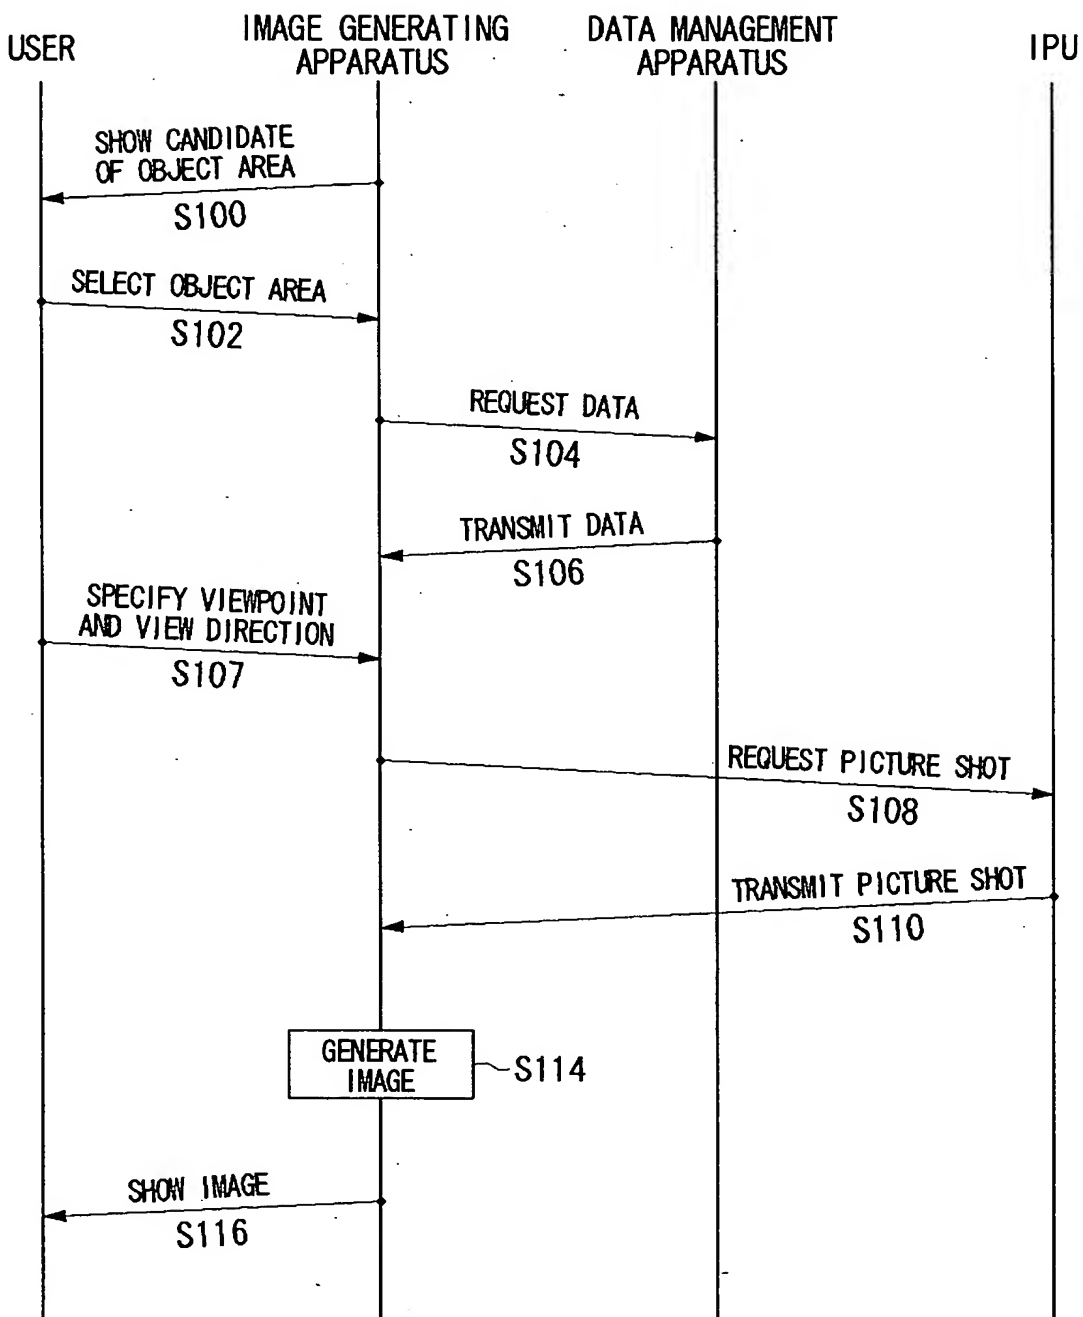 USER
IMAGE GENERATING
APPARATUS
DATA MANAGEMENT
APPARATUS
IPU
SHOW CANDIDATE
OF OBJECT AREA
S100
SELECT OBJECT AREA
S102
REQUEST DATA
S104
TRANSMIT DATA
S106
SPECIFY VIEWPOINT
AND VIEW DIRECTION
S107
REQUEST PICTURE SHOT
S108
TRANSMIT PICTURE SHOT
S110
GENERATE
IMAGE
S114
SHOW IMAGE
S116